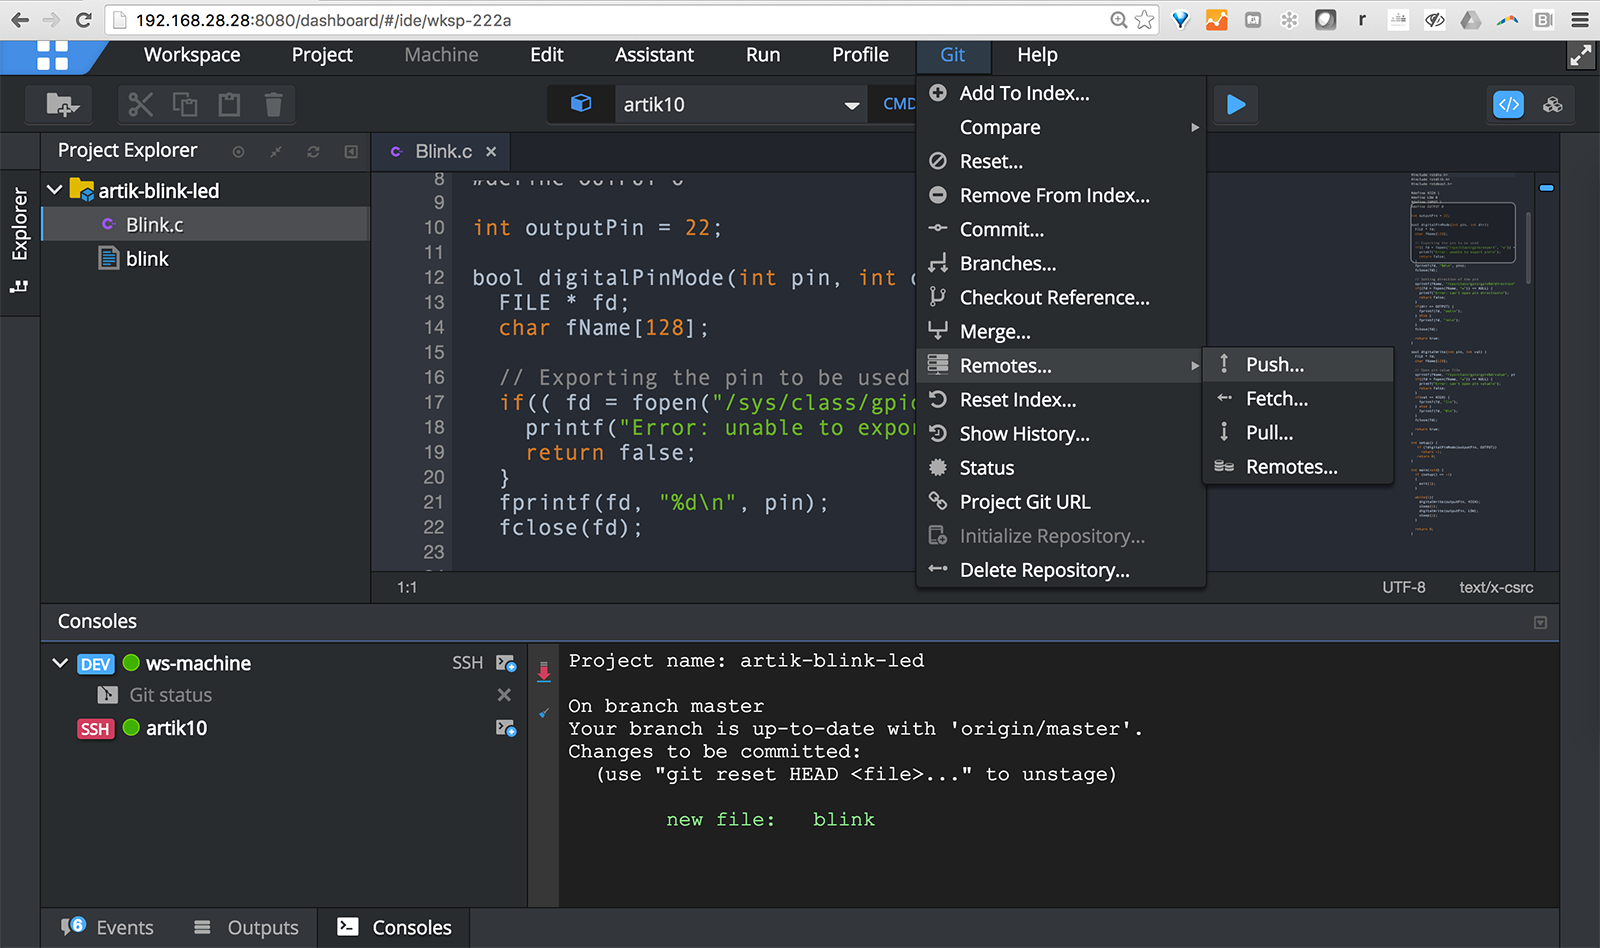 192.168.28.28:8080/dashboard/#/ide/wksp-222a
Workspace Project Machine Edit Assistant Run Profile Git Help
artik10 CMD
Project Explorer
Explorer
artik-blink-led
Blink.c
blink
Blink.c
8
9
10 int outputPin = 22;
11
12 bool digitalPinMode(int pin, int
13 FILE * fd;
14 char fName[128];
15
16 // Exporting the pin to be used
17 if(( fd = fopen("/sys/class/gpio
18 printf("Error: unable to expor
19 return false;
20 }
21 fprintf(fd, "%d\n", pin);
22 fclose(fd);
23
1:1
UTF-8 text/x-csrc
Add To Index...
Compare
Reset...
Remove From Index...
Commit...
Branches...
Checkout Reference...
Merge...
Remotes...
Reset Index...
Show History...
Status
Project Git URL
Initialize Repository...
Delete Repository...
Push...
Fetch...
Pull...
Remotes...
Consoles
DEV ws-machine SSH
Git status
SSH artik10
Project name: artik-blink-led
On branch master
Your branch is up-to-date with 'origin/master'.
Changes to be committed:
(use "git reset HEAD <file>..." to unstage)
new file: blink
6 Events Outputs Consoles